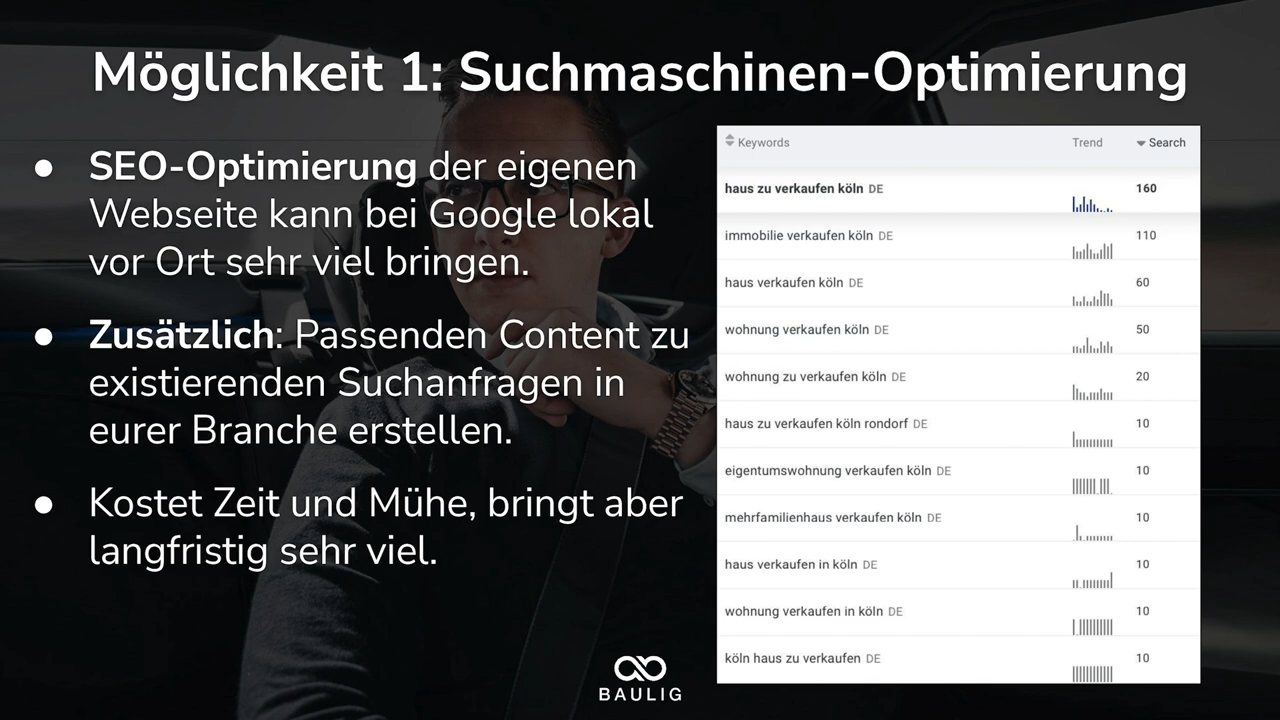 Möglichkeit 1: Suchmaschinen-Optimierung
● SEO-Optimierung der eigenen
Webseite kann bei Google lokal
vor Ort sehr viel bringen.
● Zusätzlich: Passenden Content zu
existierenden Suchanfragen in
eurer Branche erstellen.
● Kostet Zeit und Mühe, bringt aber
langfristig sehr viel.
Keywords Trend Search
haus zu verkaufen köln DE 160
immobilie verkaufen köln DE 110
haus verkaufen köln DE 60
wohnung verkaufen köln DE 50
wohnung zu verkaufen köln DE 20
haus zu verkaufen köln rondorf DE 10
eigentumswohnung verkaufen köln DE 10
mehrfamilienhaus verkaufen köln DE 10
haus verkaufen in köln DE 10
wohnung verkaufen in köln DE 10
köln haus zu verkaufen DE 10
BAULIG